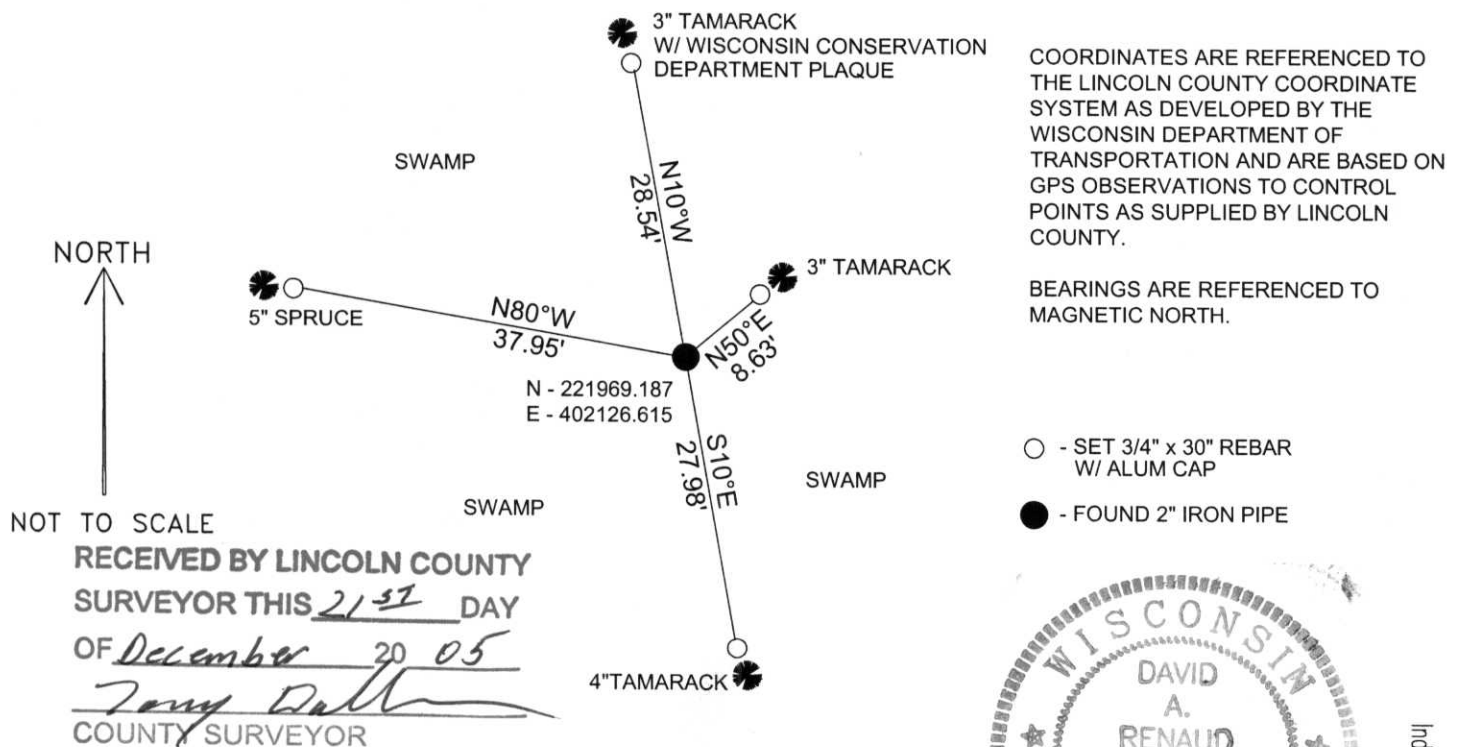 3" TAMARACK
W/ WISCONSIN CONSERVATION
DEPARTMENT PLAQUE
COORDINATES ARE REFERENCED TO
THE LINCOLN COUNTY COORDINATE
SYSTEM AS DEVELOPED BY THE
WISCONSIN DEPARTMENT OF
TRANSPORTATION AND ARE BASED ON
GPS OBSERVATIONS TO CONTROL
POINTS AS SUPPLIED BY LINCOLN
COUNTY.
BEARINGS ARE REFERENCED TO
MAGNETIC NORTH.
SWAMP
N10°W
28.54'
NORTH
3" TAMARACK
5" SPRUCE
N80°W
37.95'
N50°E
8.63'
N - 221969.187
E - 402126.615
S10°E
27.98'
SWAMP
SWAMP
- SET 3/4" x 30" REBAR
W/ ALUM CAP
- FOUND 2" IRON PIPE
NOT TO SCALE
RECEIVED BY LINCOLN COUNTY
SURVEYOR THIS 21ST DAY
OF December 20 05
COUNTY SURVEYOR
4"TAMARACK
WISCONSIN
DAVID
A.
RENAUD
Ind